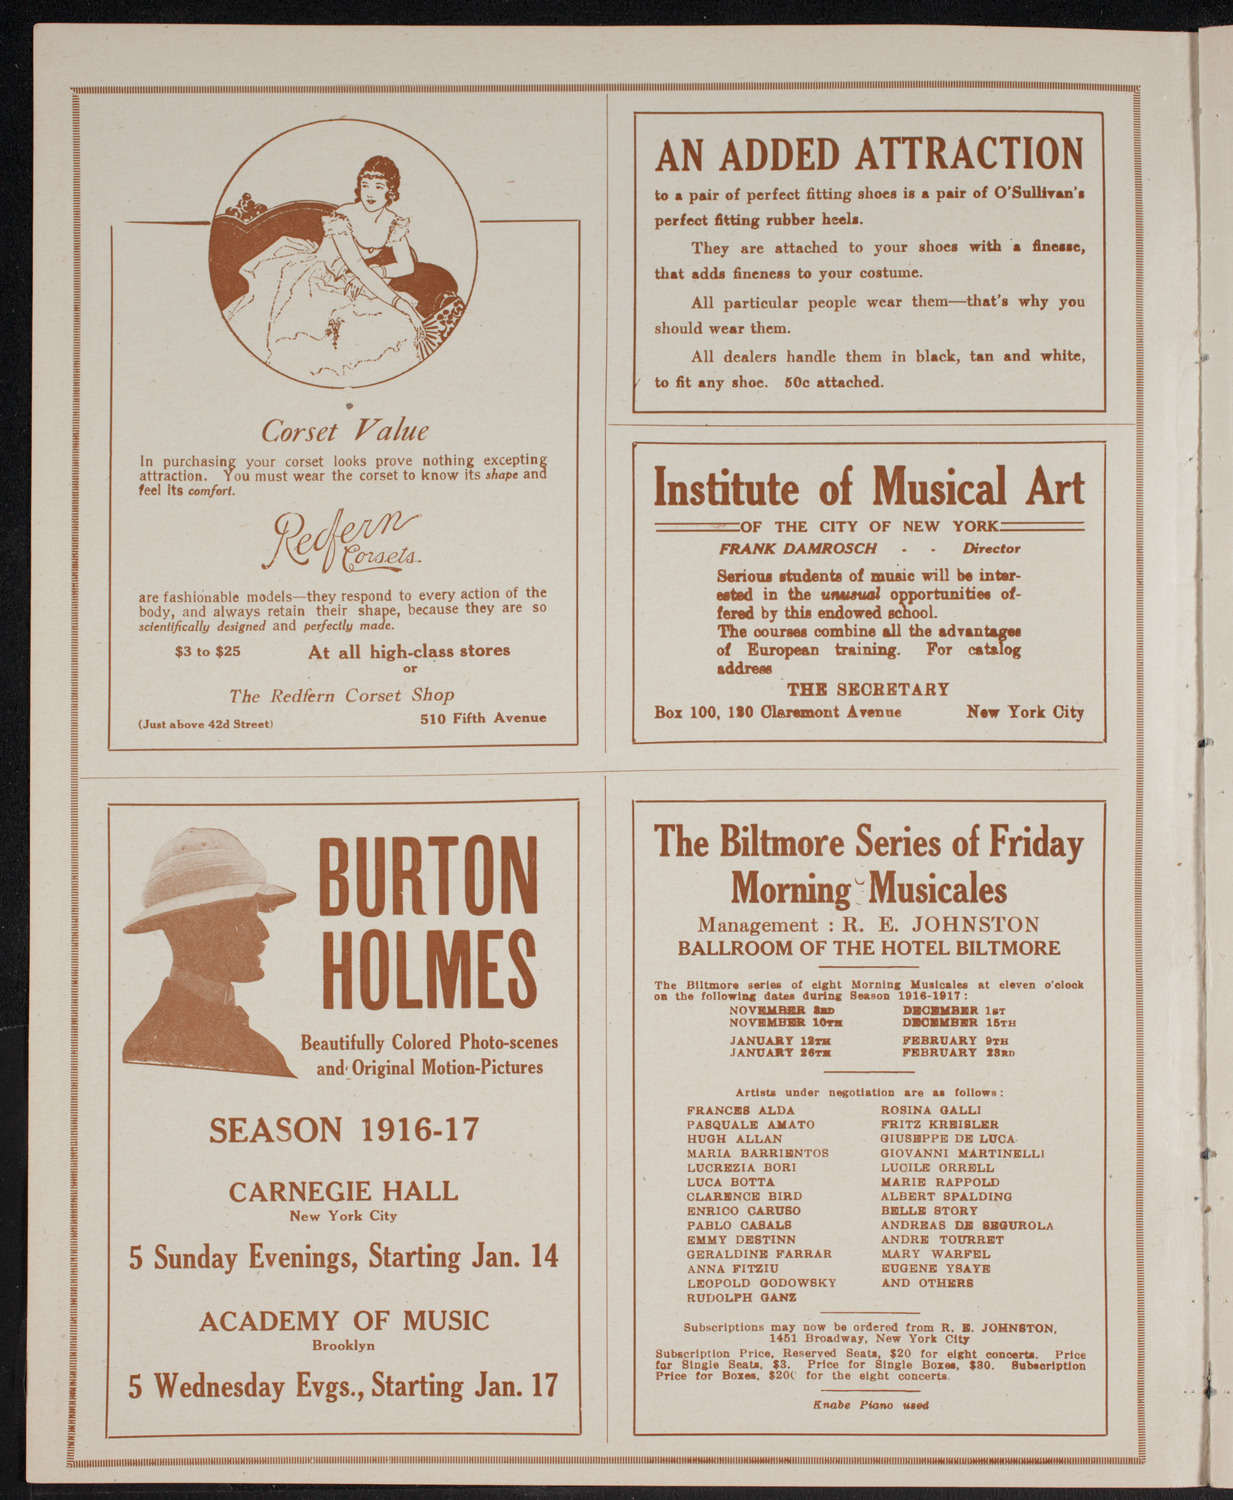 Corset Value
In purchasing your corset looks prove nothing excepting
attraction. You must wear the corset to know its shape and
feel its comfort.
Redfern
Corsets.
are fashionable models—they respond to every action of the
body, and always retain their shape, because they are so
scientifically designed and perfectly made.
$3 to $25 At all high-class stores
or
The Redfern Corset Shop
(Just above 42d Street) 510 Fifth Avenue
AN ADDED ATTRACTION
to a pair of perfect fitting shoes is a pair of O'Sullivan's
perfect fitting rubber heels.
They are attached to your shoes with a finesse,
that adds fineness to your costume.
All particular people wear them—that's why you
should wear them.
All dealers handle them in black, tan and white,
to fit any shoe. 50c attached.
Institute of Musical Art
OF THE CITY OF NEW YORK
FRANK DAMROSCH - - Director
Serious students of music will be inter-
ested in the unusual opportunities of-
fered by this endowed school.
The courses combine all the advantages
of European training. For catalog
address
THE SECRETARY
Box 100, 120 Claremont Avenue New York City
BURTON
HOLMES
Beautifully Colored Photo-scenes
and Original Motion-Pictures
SEASON 1916-17
CARNEGIE HALL
New York City
5 Sunday Evenings, Starting Jan. 14
ACADEMY OF MUSIC
Brooklyn
5 Wednesday Evgs., Starting Jan. 17
The Biltmore Series of Friday
Morning Musicales
Management : R. E. JOHNSTON
BALLROOM OF THE HOTEL BILTMORE
The Biltmore series of eight Morning Musicales at eleven o'clock
on the following dates during Season 1916-1917:
NOVEMBER 3RD DECEMBER 1ST
NOVEMBER 10TH DECEMBER 15TH
JANUARY 12TH FEBRUARY 9TH
JANUARY 26TH FEBRUARY 23RD
Artists under negotiation are as follows:
FRANCES ALDA ROSINA GALLI
PASQUALE AMATO FRITZ KREISLER
HUGH ALLAN GIUSEPPE DE LUCA
MARIA BARRIENTOS GIOVANNI MARTINELLI
LUCREZIA BORI LUCILE ORRELL
LUCA BOTTA MARIE RAPPOLD
CLARENCE BIRD ALBERT SPALDING
ENRICO CARUSO BELLE STORY
PABLO CASALS ANDREAS DE SEGUROLA
EMMY DESTINN ANDRE TOURRET
GERALDINE FARRAR MARY WARFEL
ANNA FITZIU EUGENE YSAYE
LEOPOLD GODOWSKY AND OTHERS
RUDOLPH GANZ
Subscriptions may now be ordered from R. E. JOHNSTON,
1451 Broadway, New York City
Subscription Price, Reserved Seats, $20 for eight concerts. Price
for Single Seats, $3. Price for Single Boxes, $30. Subscription
Price for Boxes, $200 for the eight concerts.
Knabe Piano used